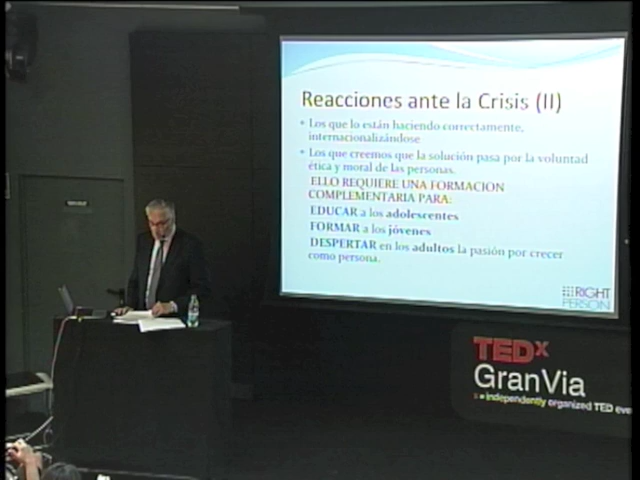 Reacciones ante la Crisis (II)
• Los que lo están haciendo correctamente,
internacionalizándose
• Los que creemos que la solución pasa por la voluntad
ética y moral de las personas.
ELLO REQUIERE UNA FORMACION
COMPLEMENTARIA PARA:
EDUCAR a los adolescentes
FORMAR a los jóvenes
DESPERTAR en los adultos la pasión por crecer
como persona.
RIGHT
PERSON
TEDx
GranVia
x = independently organized TED eve